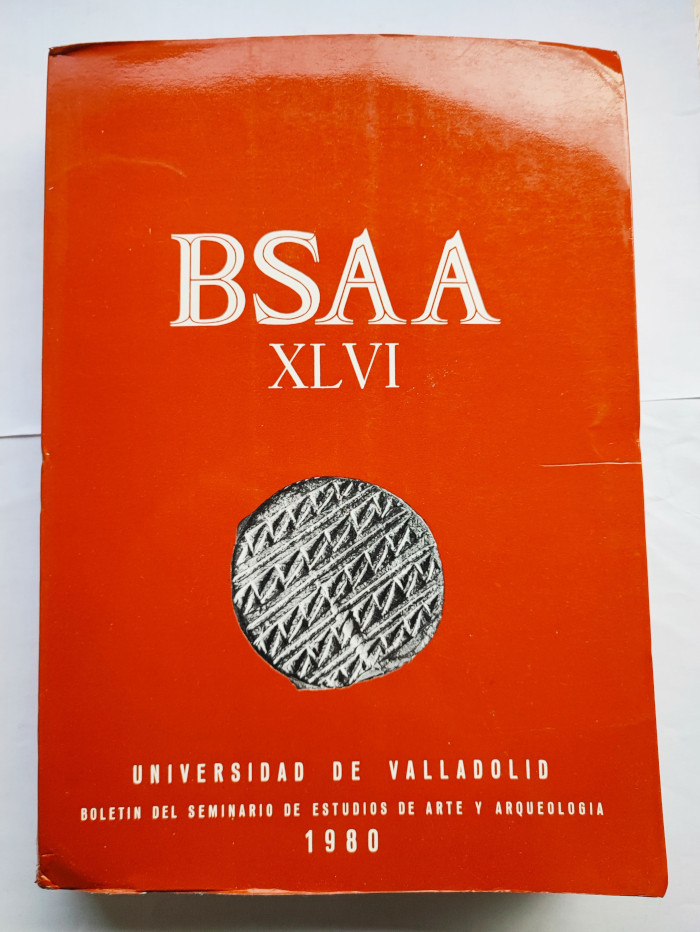 BSAA
XLVI
UNIVERSIDAD DE VALLADOLID
BOLETIN DEL SEMINARIO DE ESTUDIOS DE ARTE Y ARQUEOLOGIA
1980